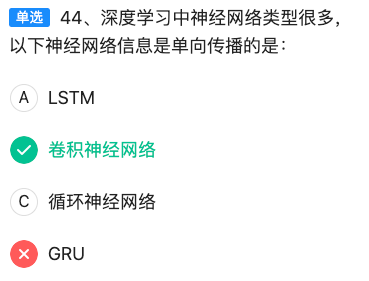 单选 44、深度学习中神经网络类型很多，
以下神经网络信息是单向传播的是：
A LSTM
卷积神经网络
C 循环神经网络
GRU